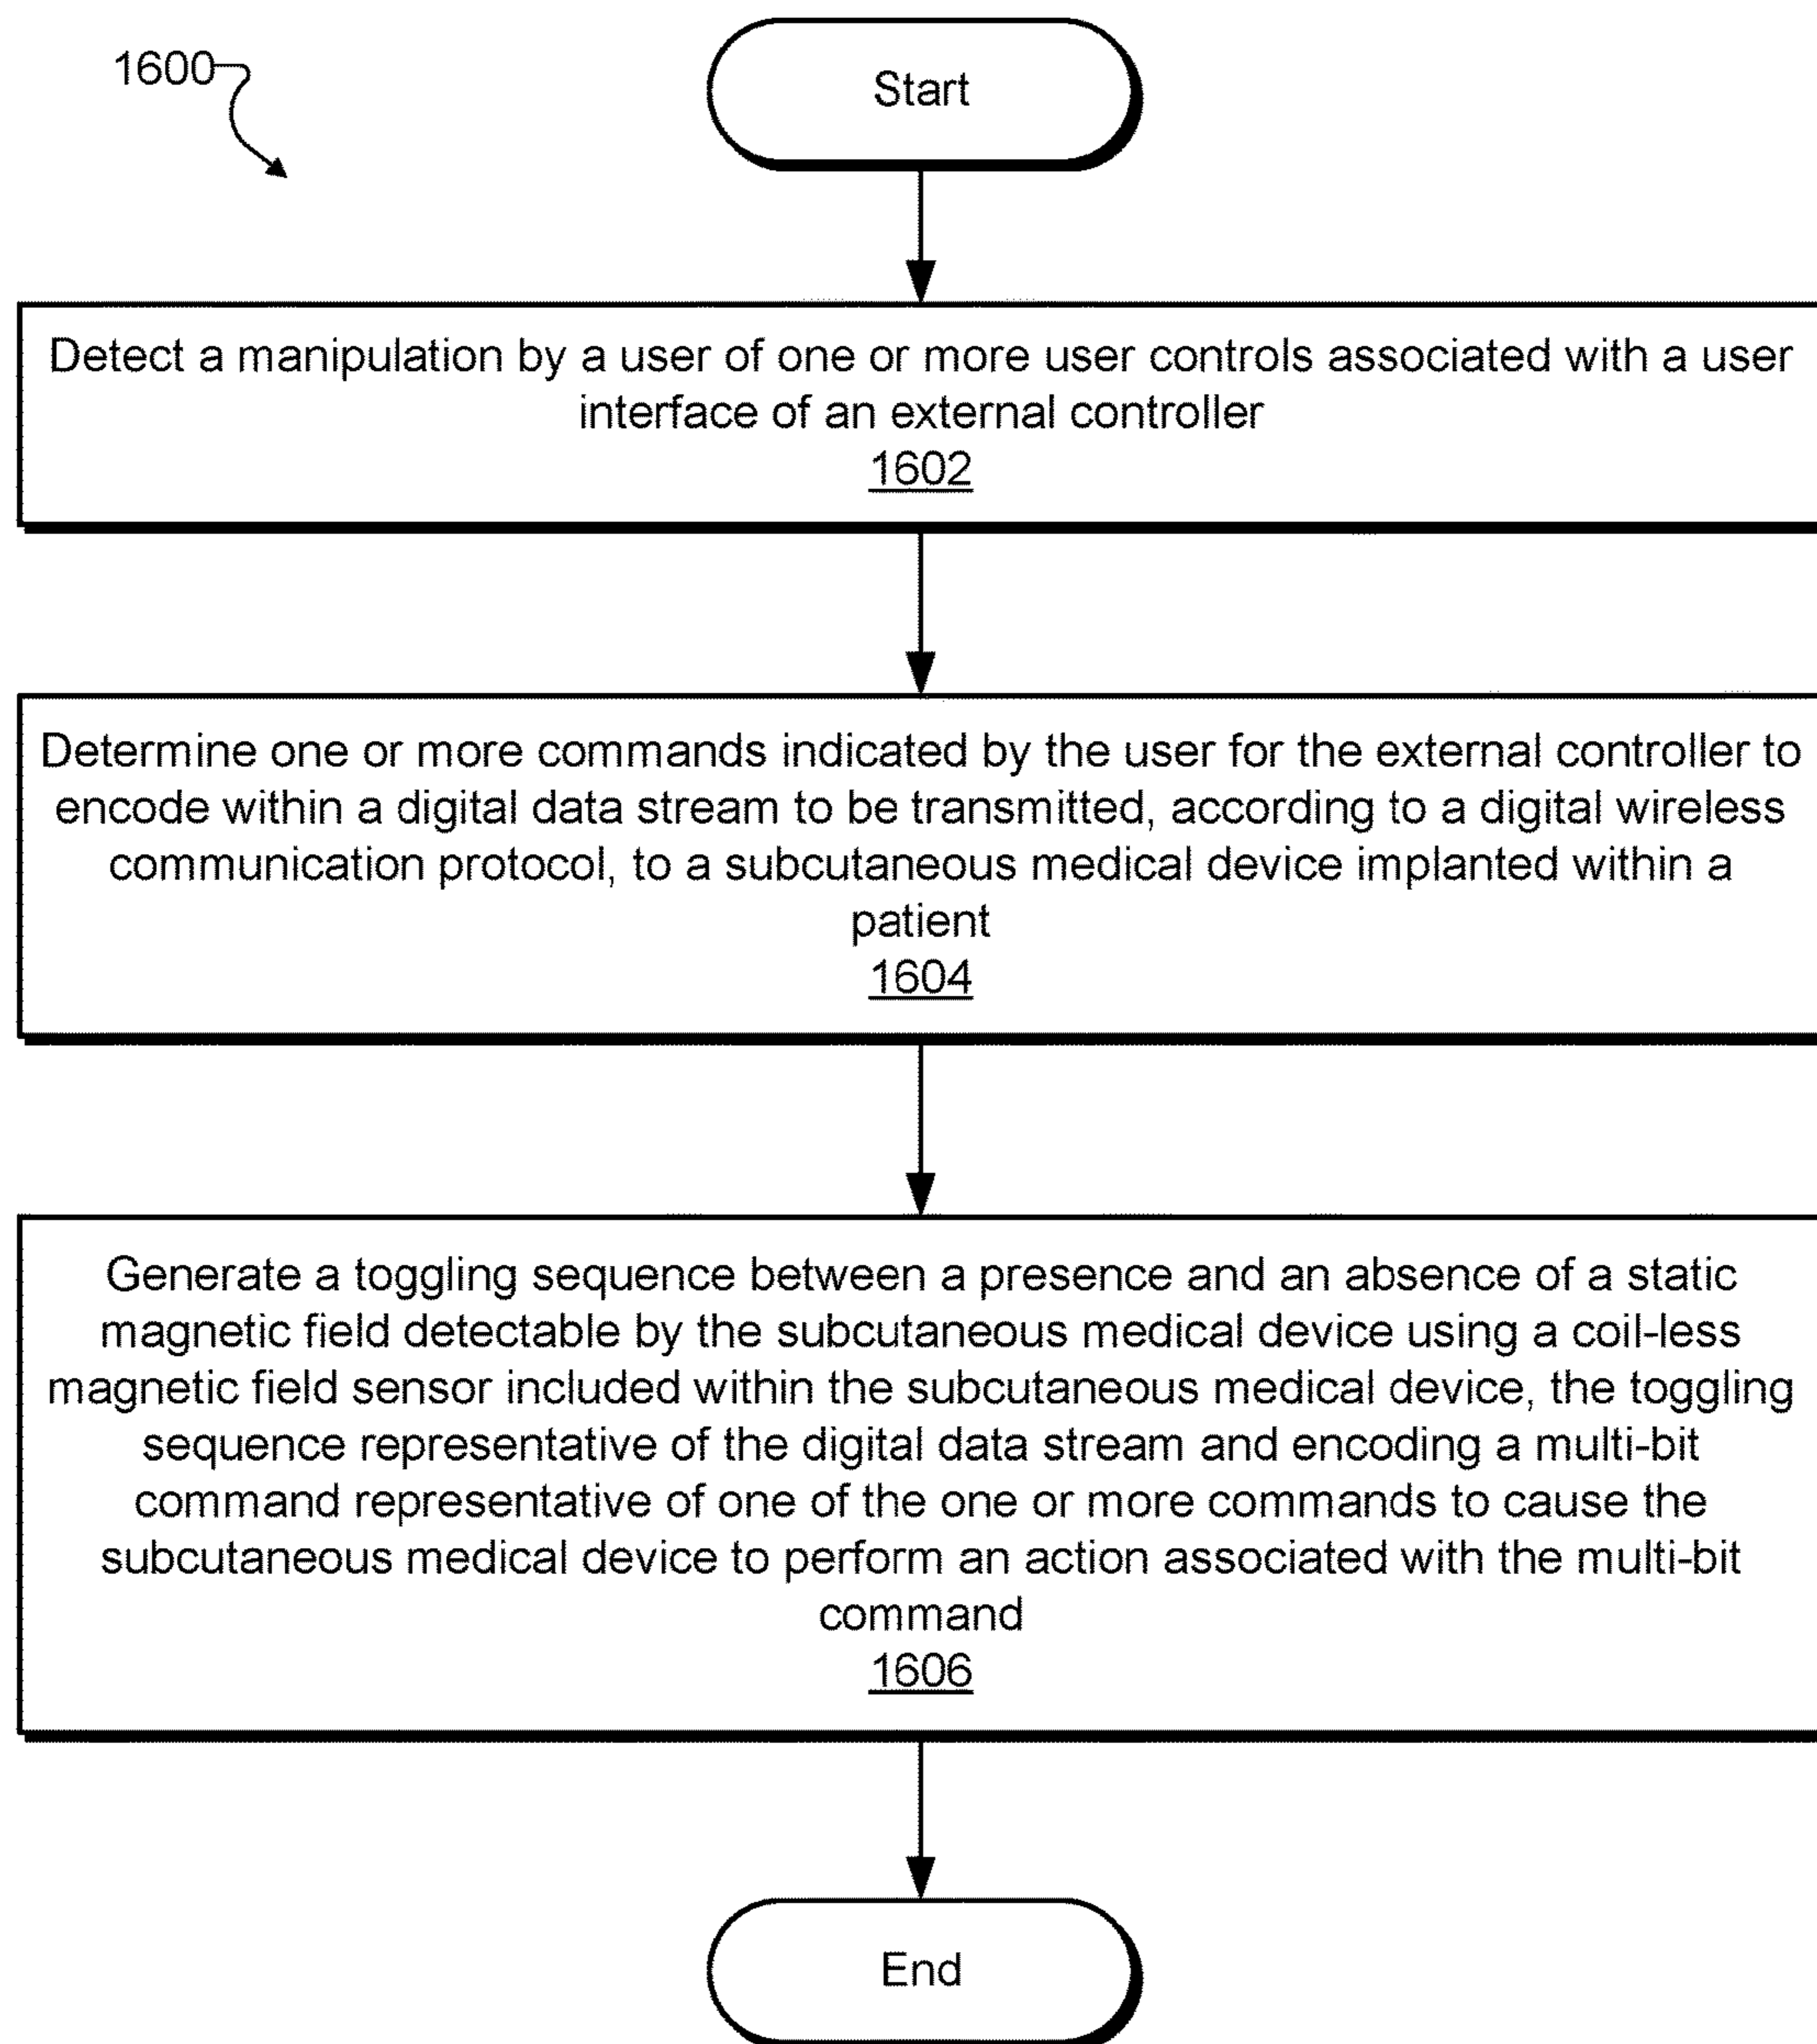 1600
Start
Detect a manipulation by a user of one or more user controls associated with a user
interface of an external controller
1602
Determine one or more commands indicated by the user for the external controller to
encode within a digital data stream to be transmitted, according to a digital wireless
communication protocol, to a subcutaneous medical device implanted within a
patient
1604
Generate a toggling sequence between a presence and an absence of a static
magnetic field detectable by the subcutaneous medical device using a coil-less
magnetic field sensor included within the subcutaneous medical device, the toggling
sequence representative of the digital data stream and encoding a multi-bit
command representative of one of the one or more commands to cause the
subcutaneous medical device to perform an action associated with the multi-bit
command
1606
End